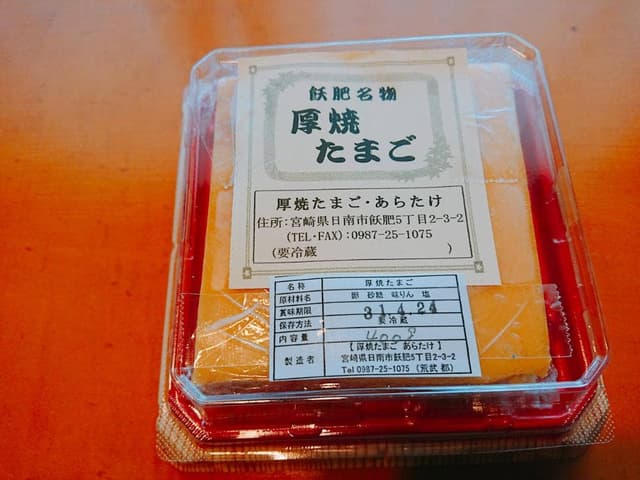 飫肥名物
厚焼
たまご
厚焼たまご・あらたけ
住所:宮崎県日南市飫肥5丁目2-3-2
(TEL・FAX):0987-25-1075
(要冷蔵 )
名称 厚焼たまご
原材料名 卵 砂糖 味りん 塩
賞味期限 31.4.24
保存方法 要冷蔵
内容量 400g
製造者 【厚焼たまご あらたけ】
宮崎県日南市飫肥5丁目2-3-2
Tel 0987-25-1075 (荒武 都)